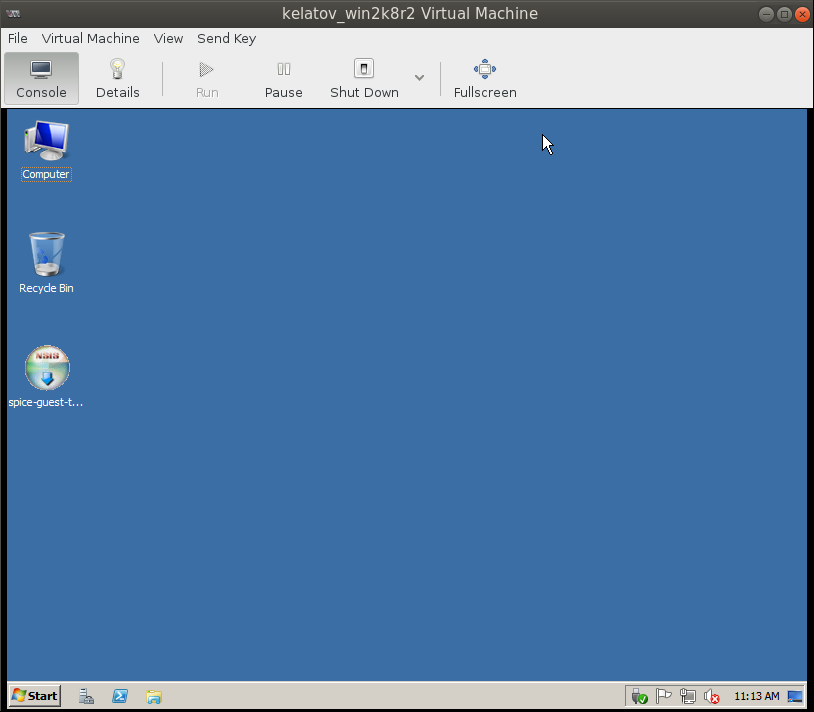 kelatov_win2k8r2 Virtual Machine
File Virtual Machine View Send Key
Console Details Run Pause Shut Down Fullscreen
Computer
Recycle Bin
NSIS
spice-guest-t...
Start 11:13 AM